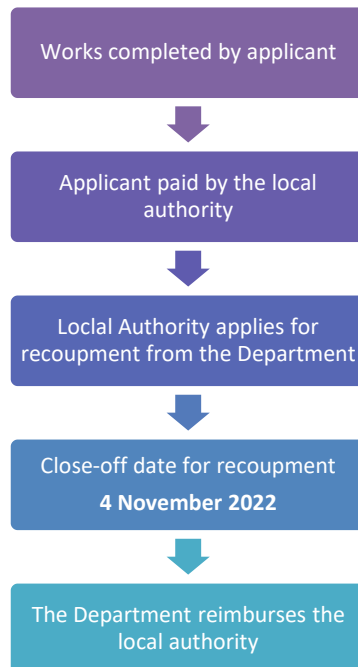 Works completed by applicant
Applicant paid by the local
authority
Loclal Authority applies for
recoupment from the Department
Close-off date for recoupment
4 November 2022
The Department reimburses the
local authority